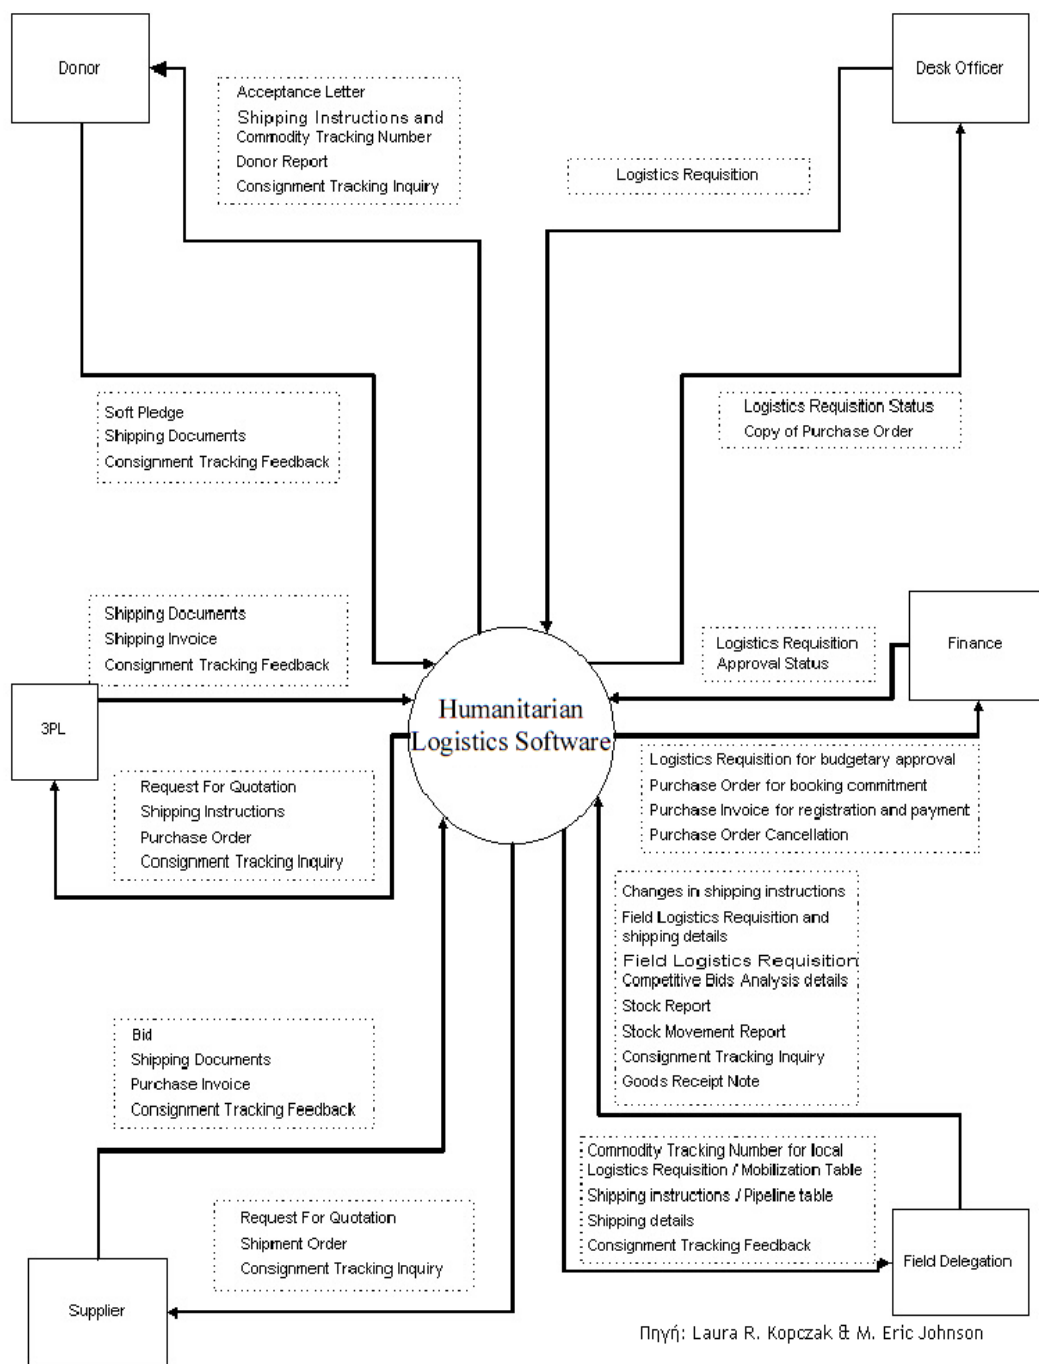 Donor
Desk Officer
Acceptance Letter
Shipping Instructions and
Commodity Tracking Number
Donor Report
Consignment Tracking Inquiry
Logistics Requisition
Soft Pledge
Shipping Documents
Consignment Tracking Feedback
Logistics Requisition Status
Copy of Purchase Order
Shipping Documents
Shipping Invoice
Consignment Tracking Feedback
Logistics Requisition
Approval Status
Finance
3PL
Humanitarian
Logistics Software
Request For Quotation
Shipping Instructions
Purchase Order
Consignment Tracking Inquiry
Logistics Requisition for budgetary approval
Purchase Order for booking commitment
Purchase Invoice for registration and payment
Purchase Order Cancellation
Changes in shipping instructions
Field Logistics Requisition and
shipping details
Field Logistics Requisition
Competitive Bids Analysis details
Stock Report
Stock Movement Report
Consignment Tracking Inquiry
Goods Receipt Note
Bid
Shipping Documents
Purchase Invoice
Consignment Tracking Feedback
Commodity Tracking Number for local
Logistics Requisition / Mobilization Table
Shipping instructions / Pipeline table
Shipping details
Consignment Tracking Feedback
Request For Quotation
Shipment Order
Consignment Tracking Inquiry
Field Delegation
Supplier
Πηγή: Laura R. Kopczak & M. Eric Johnson